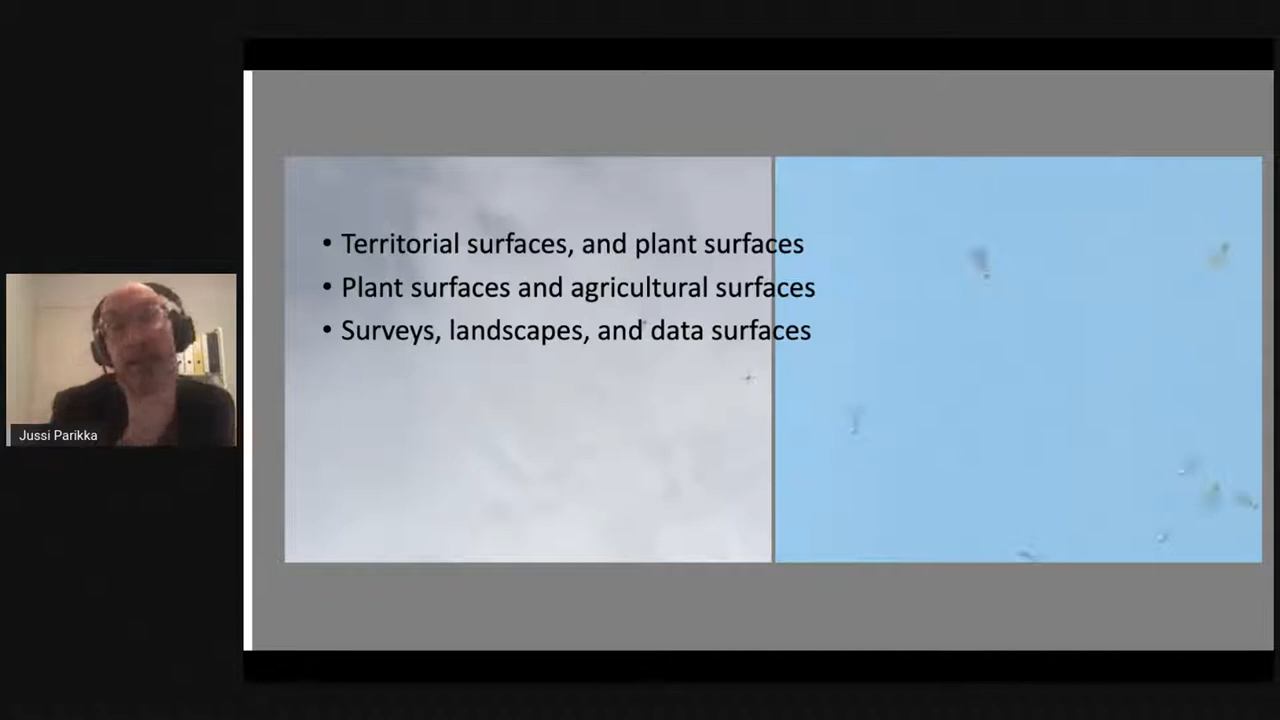 • Territorial surfaces, and plant surfaces
• Plant surfaces and agricultural surfaces
• Surveys, landscapes, and data surfaces
Jussi Parikka